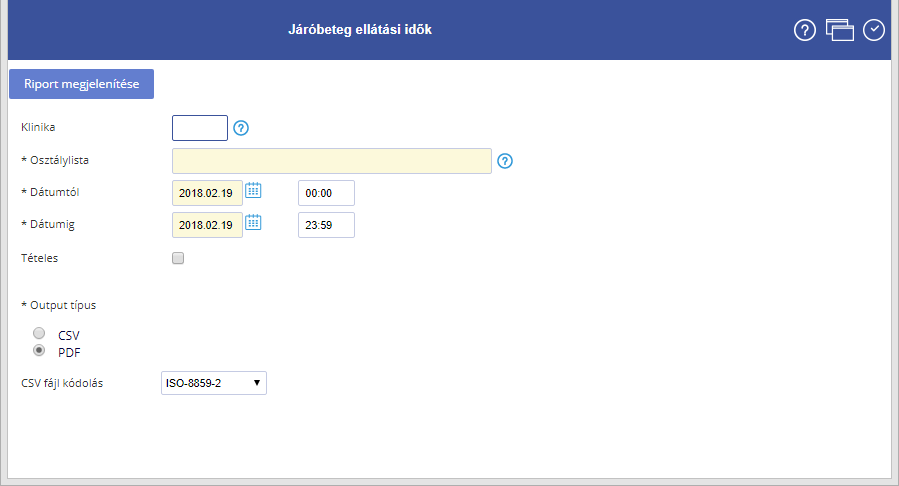 Járóbeteg ellátási idők
Riport megjelenítése
Klinika
* Osztálylista
* Dátumtól 2018.02.19 00:00
* Dátumig 2018.02.19 23:59
Tételes
* Output típus
CSV
PDF
CSV fájl kódolás ISO-8859-2